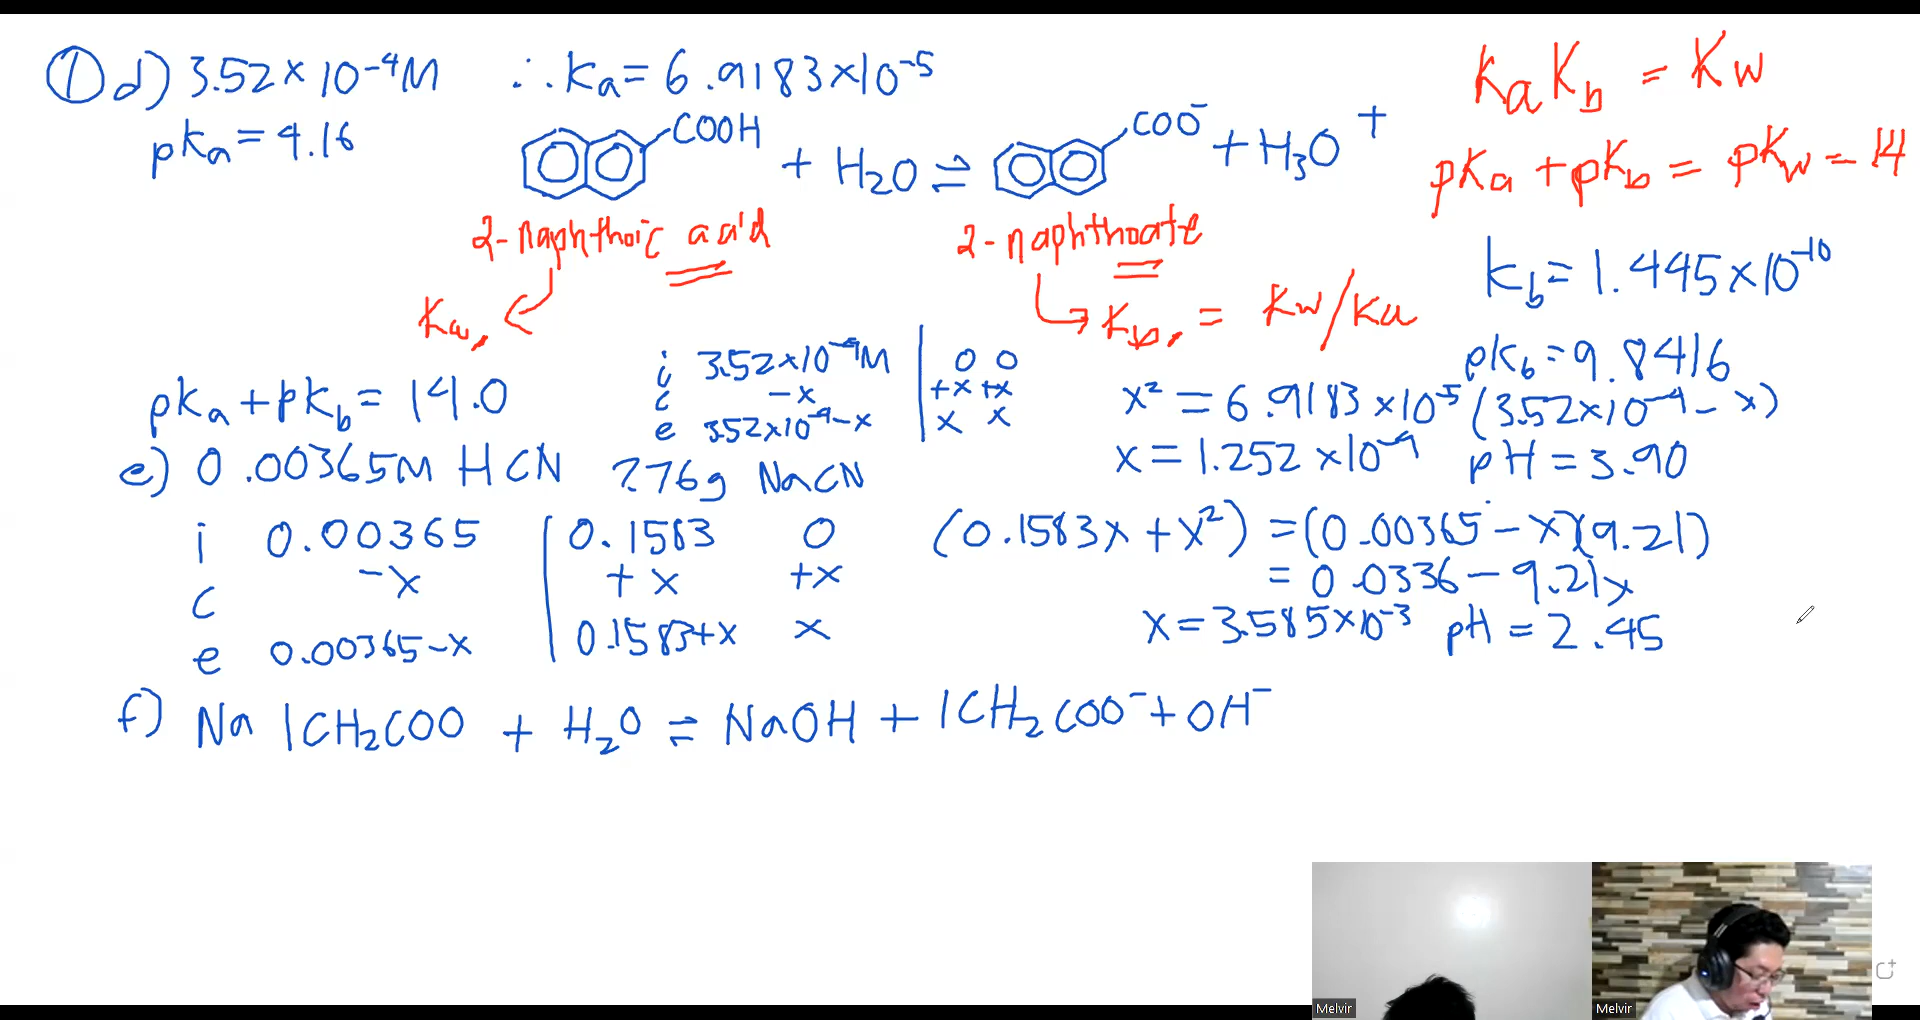 ① d) 3.52×10⁻⁴M ∴Ka=6.9183×10⁻⁵
pKa=4.16
COOH + H₂O ⇌ COO⁻ + H₃O⁺
2-naphthoic acid 2-naphthoate
Ka. Kb. = Kw/Ka
KaKb = Kw
pKa + pKb = pKw = 14
Kb = 1.445×10⁻¹⁰
pKb=9.8416
pKa+pKb=14.0
i 3.52×10⁻⁴M | 0 0
c -x | +x +x
e 3.52×10⁻⁴-x | x x
x² = 6.9183×10⁻⁵(3.52×10⁻⁴-x)
x=1.252×10⁻⁴ pH=3.90
e) 0.00365M HCN 7.76g NaCN
i 0.00365 | 0.1583 0
c -x | +x +x
e 0.00365-x | 0.1583+x x
(0.1583x+x²) =(0.00365-x)(9.21)
= 0.0336-9.21x
x=3.585×10⁻³ pH=2.45
f) Na ICH₂COO + H₂O ⇌ NaOH + ICH₂COO⁻+OH⁻
Melvir
Melvir